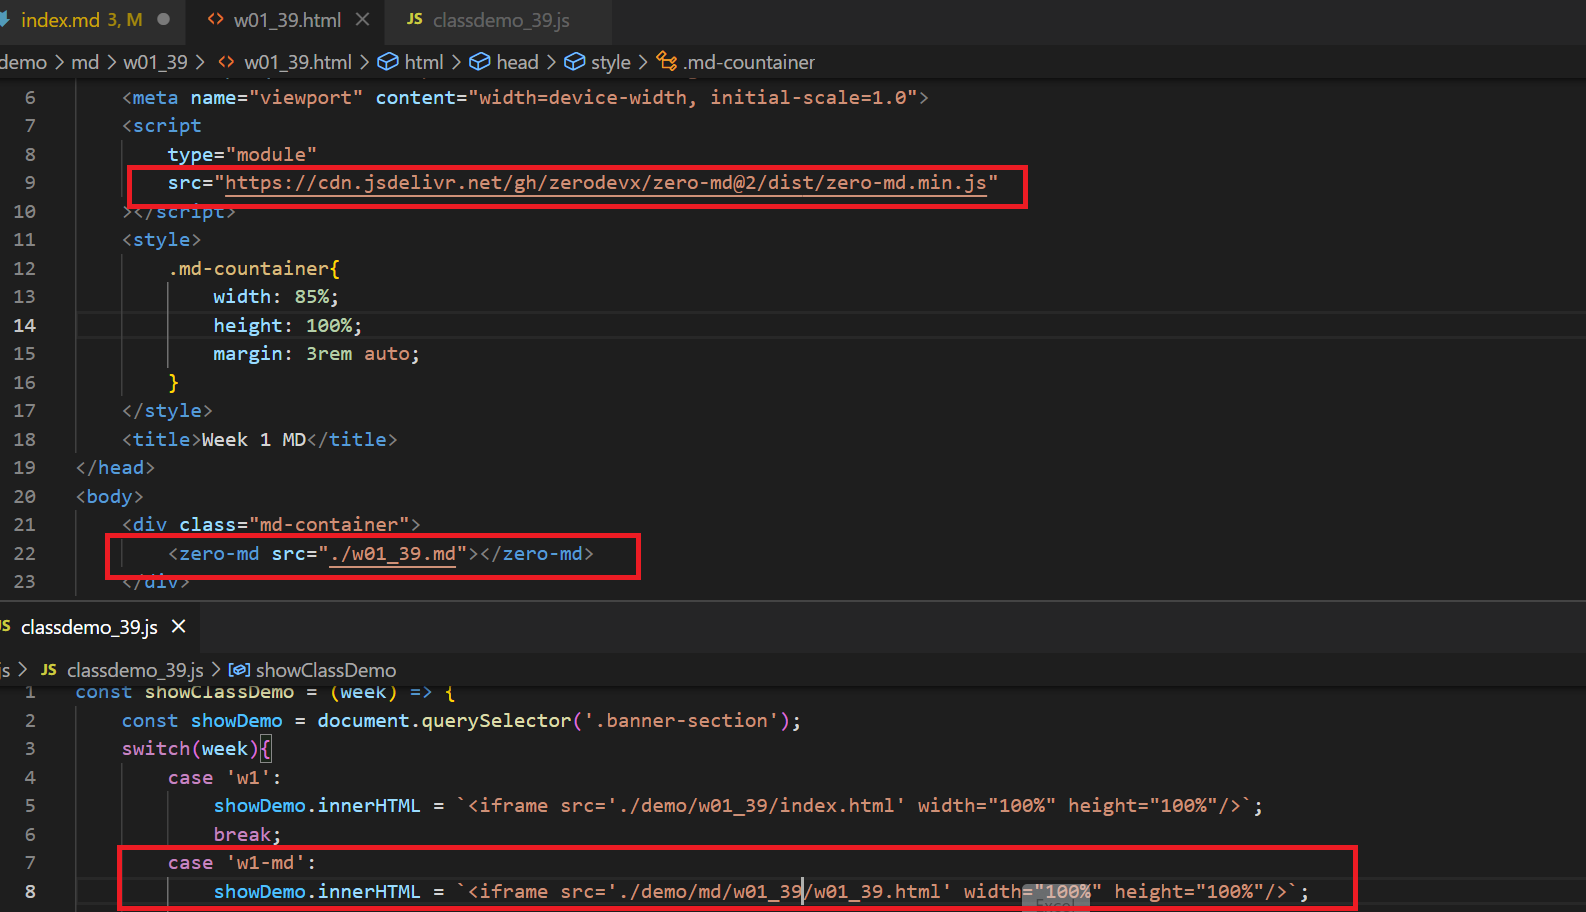 index.md 3, M
w01_39.html
JS classdemo_39.js
demo > md > w01_39 > <> w01_39.html > html > head > style > .md-countainer
6 <meta name="viewport" content="width=device-width, initial-scale=1.0">
7 <script
8 type="module"
9 src="https://cdn.jsdelivr.net/gh/zerodevx/zero-md@2/dist/zero-md.min.js"
10 ></script>
11 <style>
12 .md-countainer{
13 width: 85%;
14 height: 100%;
15 margin: 3rem auto;
16 }
17 </style>
18 <title>Week 1 MD</title>
19 </head>
20 <body>
21 <div class="md-container">
22 <zero-md src="./w01_39.md"></zero-md>
23 </div>
JS classdemo_39.js
js > JS classdemo_39.js > showClassDemo
1 const showClassDemo = (week) => {
2 const showDemo = document.querySelector('.banner-section');
3 switch(week){
4 case 'w1':
5 showDemo.innerHTML = `<iframe src='./demo/w01_39/index.html' width="100%" height="100%"/>`;
6 break;
7 case 'w1-md':
8 showDemo.innerHTML = `<iframe src='./demo/md/w01_39/w01_39.html' width="100%" height="100%"/>`;